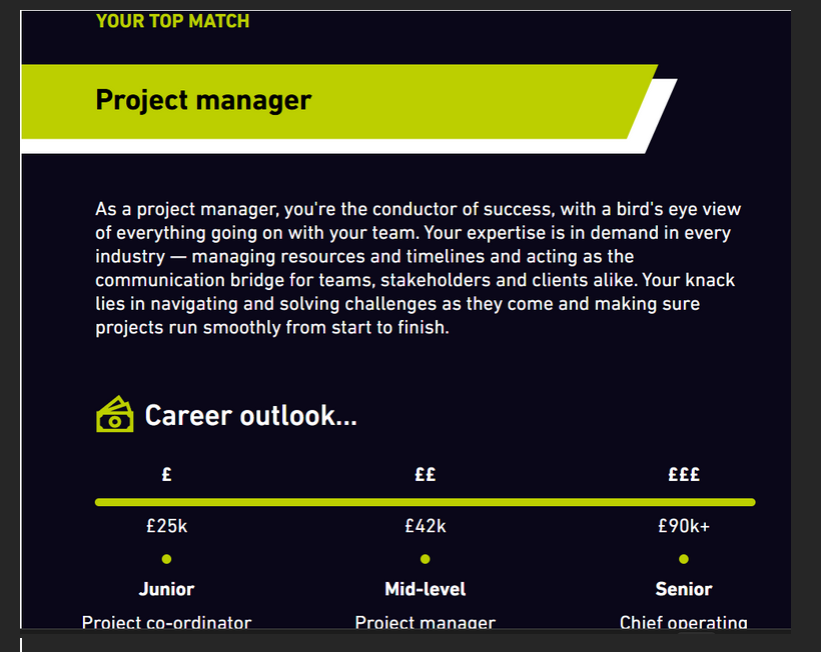 YOUR TOP MATCH
Project manager
As a project manager, you're the conductor of success, with a bird's eye view
of everything going on with your team. Your expertise is in demand in every
industry — managing resources and timelines and acting as the
communication bridge for teams, stakeholders and clients alike. Your knack
lies in navigating and solving challenges as they come and making sure
projects run smoothly from start to finish.
Career outlook...
£ ££ £££
£25k £42k £90k+
Junior Mid-level Senior
Project co-ordinator Project manager Chief operating